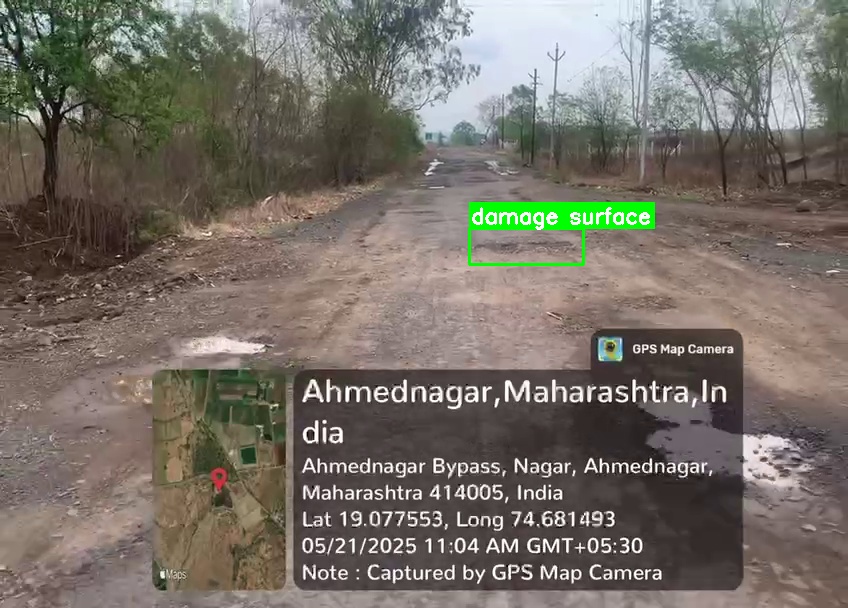 damage surface
GPS Map Camera
Ahmednagar,Maharashtra,In
dia
Ahmednagar Bypass, Nagar, Ahmednagar,
Maharashtra 414005, India
Lat 19.077553, Long 74.681493
05/21/2025 11:04 AM GMT+05:30
Note : Captured by GPS Map Camera
Maps